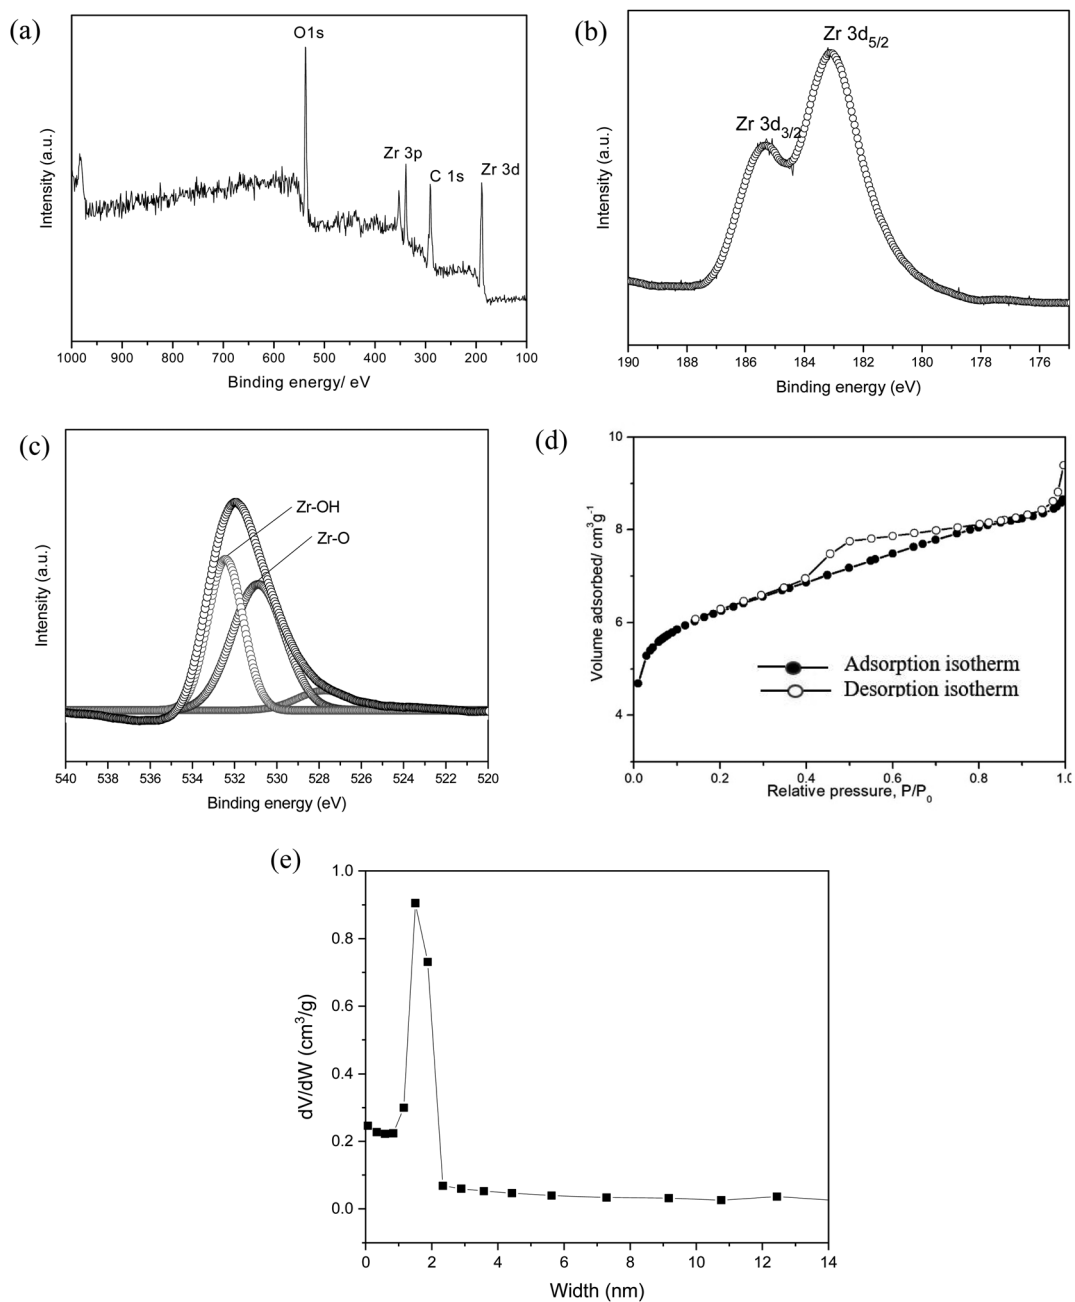 (a)
O1s
Zr 3p
C 1s
Zr 3d
Intensity (a.u.)
1000 900 800 700 600 500 400 300 200 100
Binding energy/ eV
(b)
Zr 3d5/2
Zr 3d3/2
Intensity (a.u.)
190 188 186 184 182 180 178 176
Binding energy (eV)
(c)
Zr-OH
Zr-O
Intensity (a.u.)
540 538 536 534 532 530 528 526 524 522 520
Binding energy (eV)
(d)
10
8
6
4
Volume adsorbed/ cm3g-1
Adsorption isotherm
Desorption isotherm
0.0 0.2 0.4 0.6 0.8 1.0
Relative pressure, P/P0
(e)
1.0
0.8
0.6
0.4
0.2
0.0
dV/dW (cm3/g)
0 2 4 6 8 10 12 14
Width (nm)